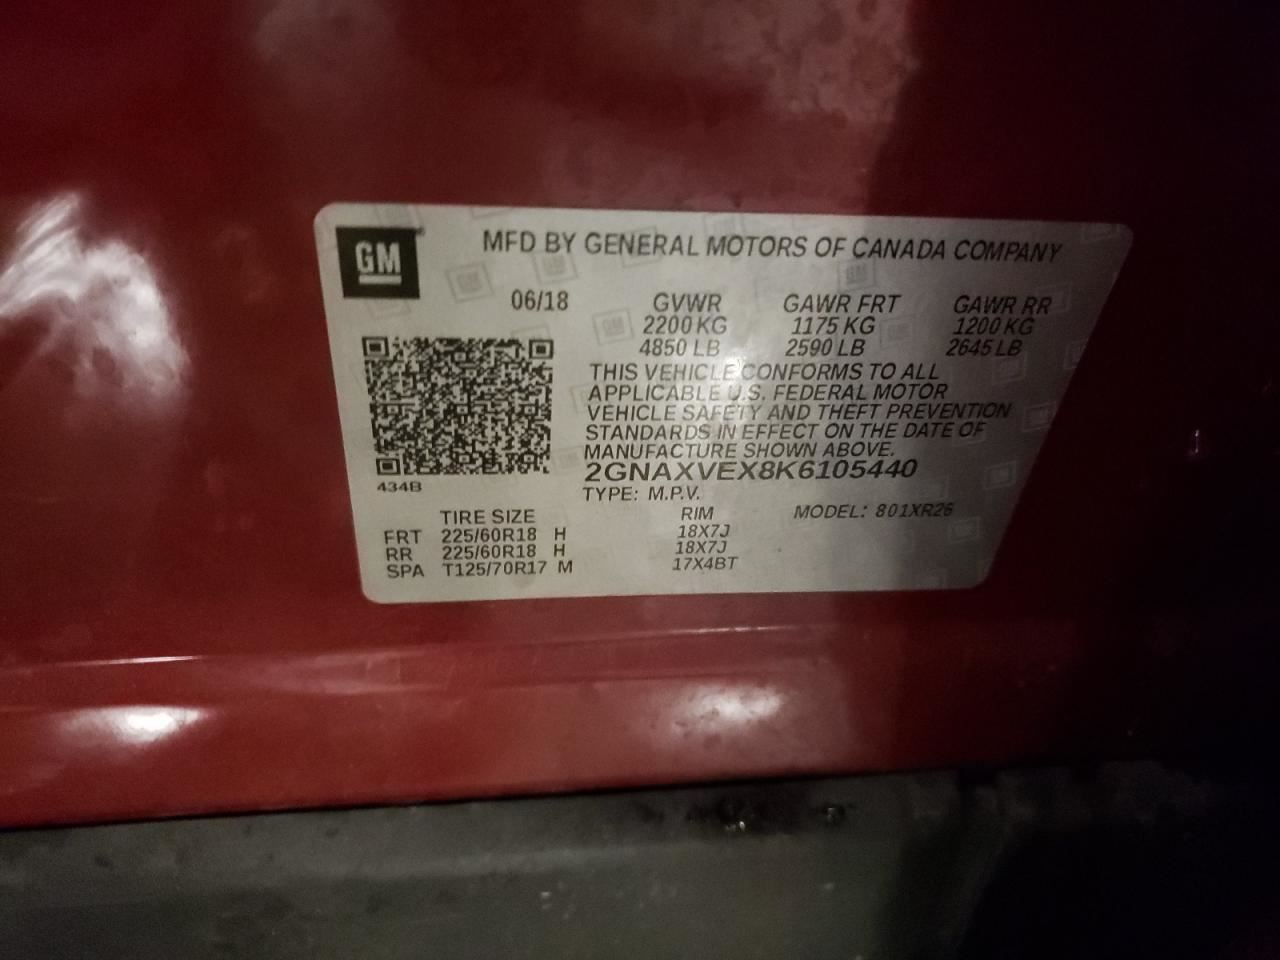 GM
MFD BY GENERAL MOTORS OF CANADA COMPANY
06/18 GVWR GAWR FRT GAWR RR
2200 KG 1175 KG 1200 KG
4850 LB 2590 LB 2645 LB
THIS VEHICLE CONFORMS TO ALL
APPLICABLE U.S. FEDERAL MOTOR
VEHICLE SAFETY AND THEFT PREVENTION
STANDARDS IN EFFECT ON THE DATE OF
MANUFACTURE SHOWN ABOVE.
2GNAXVEX8K6105440
434B
TYPE: M.P.V.
TIRE SIZE RIM MODEL: 801XR26
FRT 225/60R18 H 18X7J
RR 225/60R18 H 18X7J
SPA T125/70R17 M 17X4BT